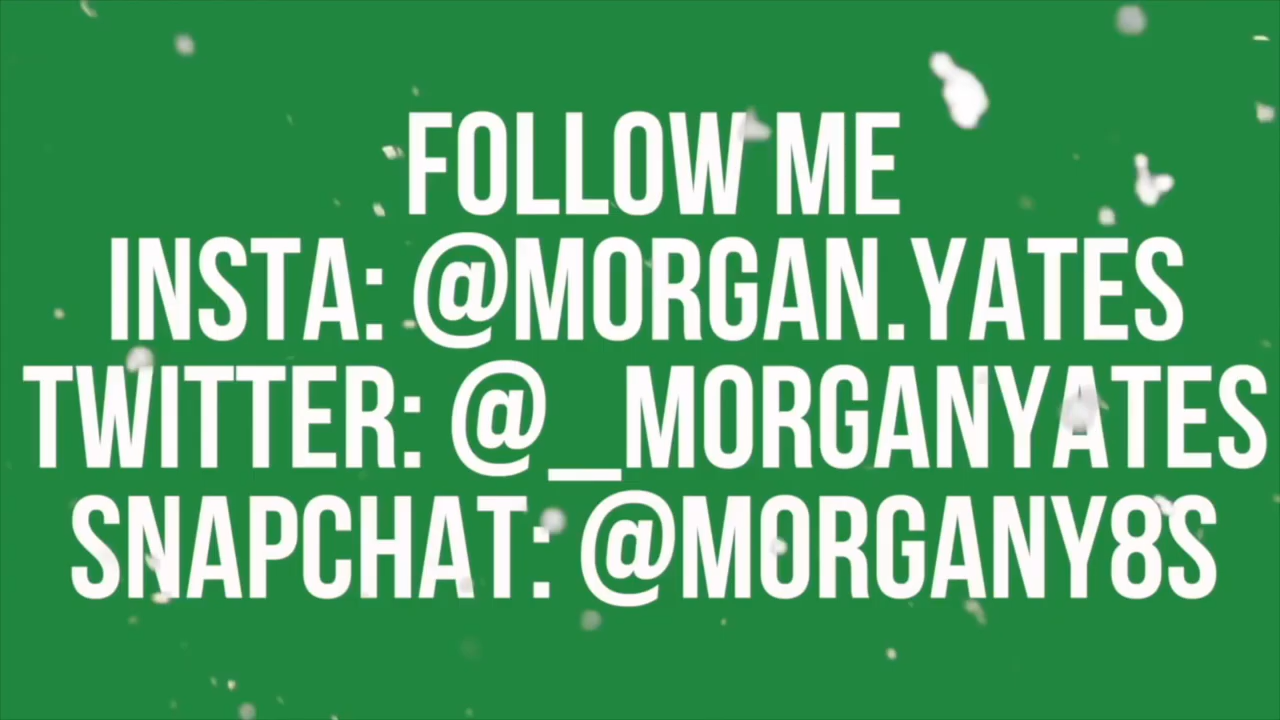 FOLLOW ME
INSTA: @MORGAN.YATES
TWITTER: @_MORGANYATES
SNAPCHAT: @MORGANY8S